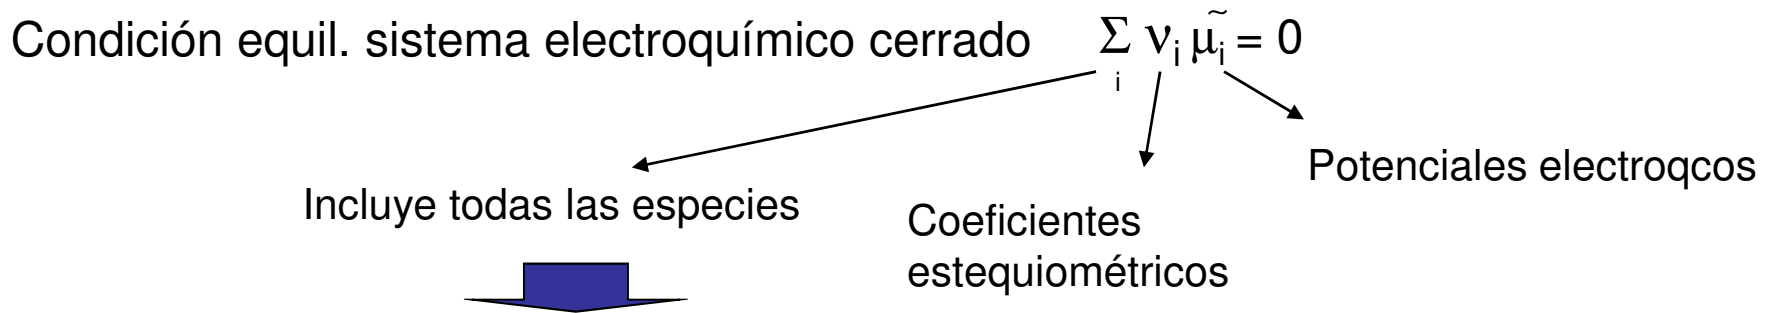 Condición equil. sistema electroquímico cerrado Σ νi μ̃i = 0
i
Potenciales electroqcos
Incluye todas las especies
Coeficientes
estequiométricos